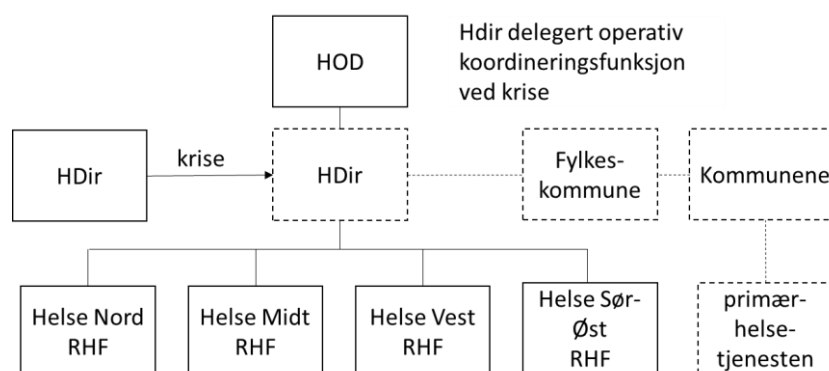 HOD
Hdir delegert operativ
koordineringsfunksjon
ved krise
HDir
krise
HDir
Fylkes-
kommune
Kommunene
Helse Nord
RHF
Helse Midt
RHF
Helse Vest
RHF
Helse Sør-
Øst
RHF
primær-
helse-
tjenesten